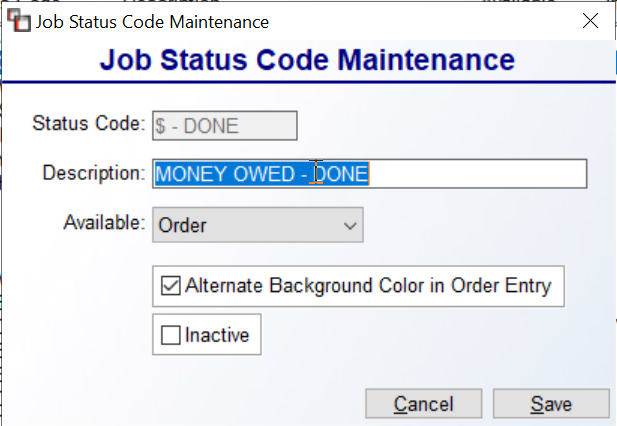 Job Status Code Maintenance
Job Status Code Maintenance
Status Code: $ - DONE
Description: MONEY OWED - DONE
Available: Order
Alternate Background Color in Order Entry
Inactive
Cancel Save